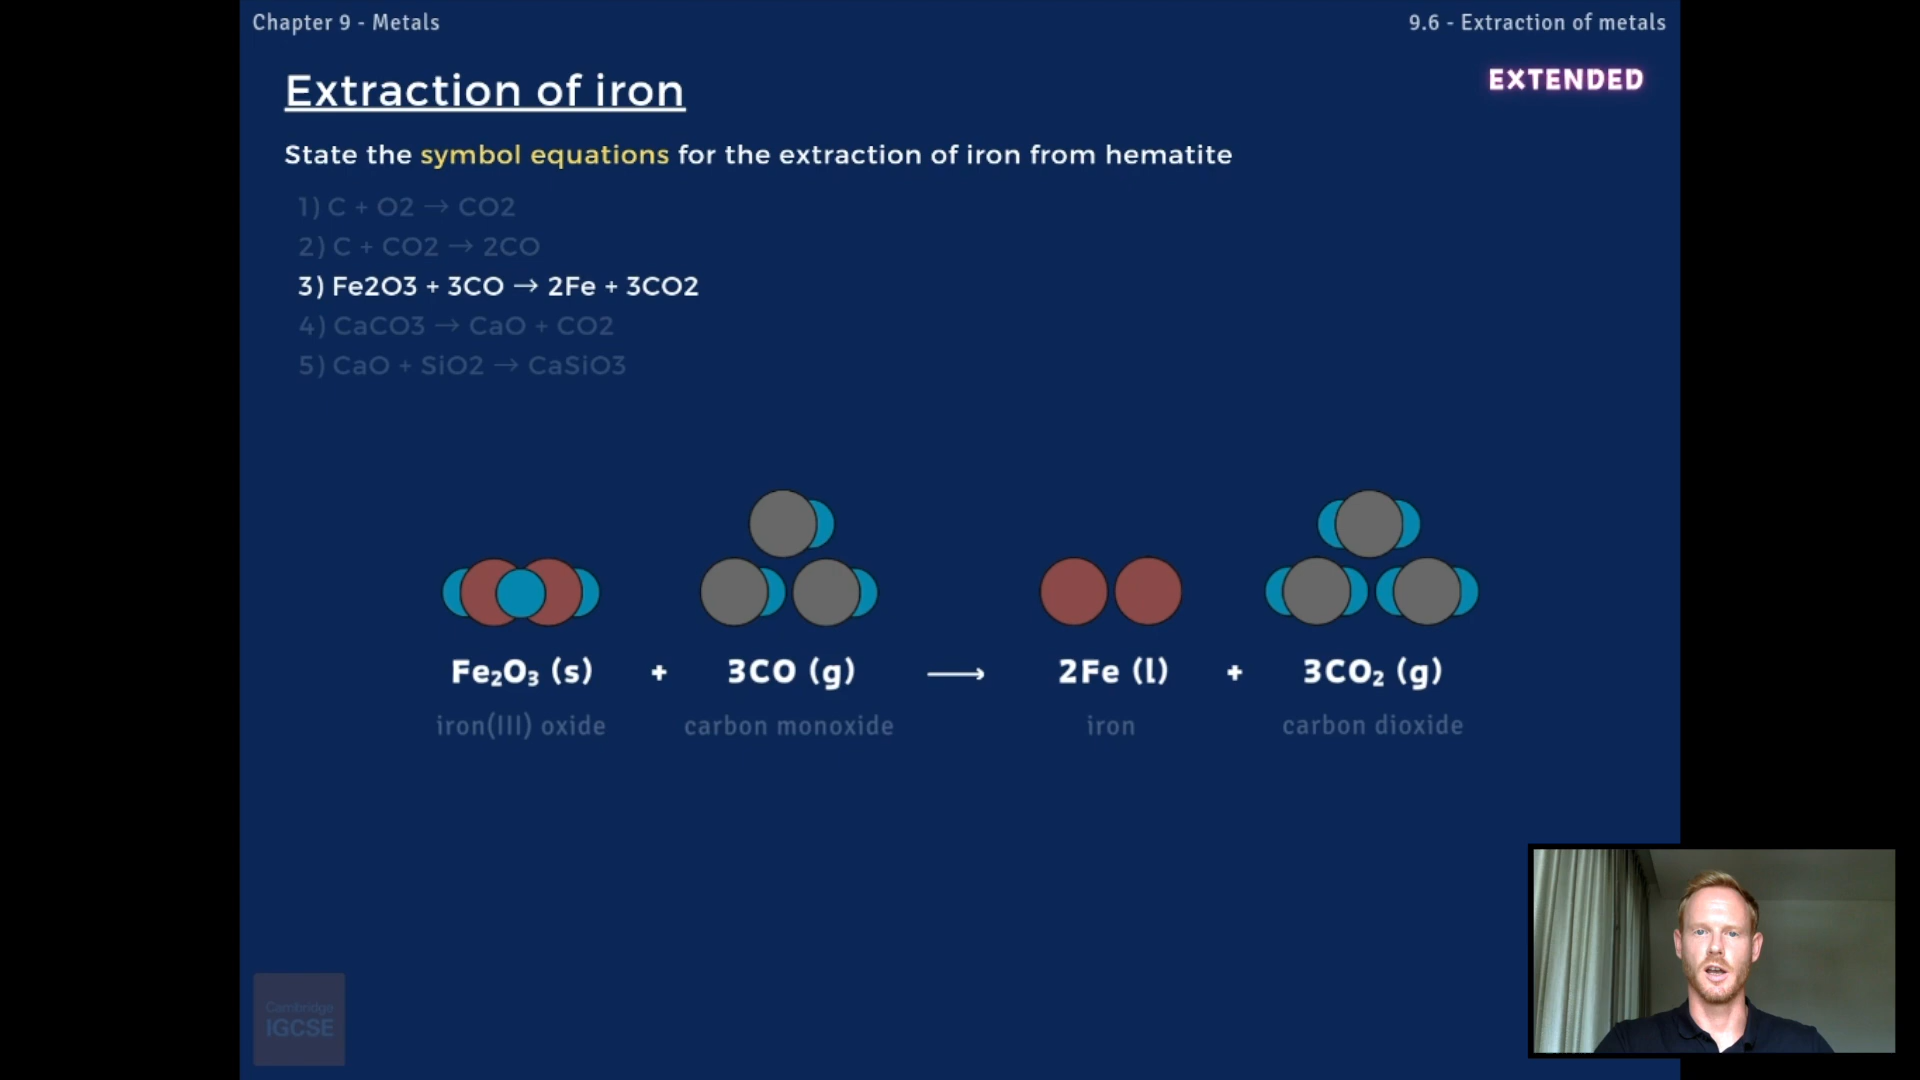 Chapter 9 - Metals
9.6 - Extraction of metals
EXTENDED
Extraction of iron
State the symbol equations for the extraction of iron from hematite
1) C + O2 → CO2
2) C + CO2 → 2CO
3) Fe2O3 + 3CO → 2Fe + 3CO2
4) CaCO3 → CaO + CO2
5) CaO + SiO2 → CaSiO3
Fe₂O₃ (s) + 3CO (g) ⟶ 2Fe (l) + 3CO₂ (g)
iron(III) oxide carbon monoxide iron carbon dioxide
Cambridge
IGCSE